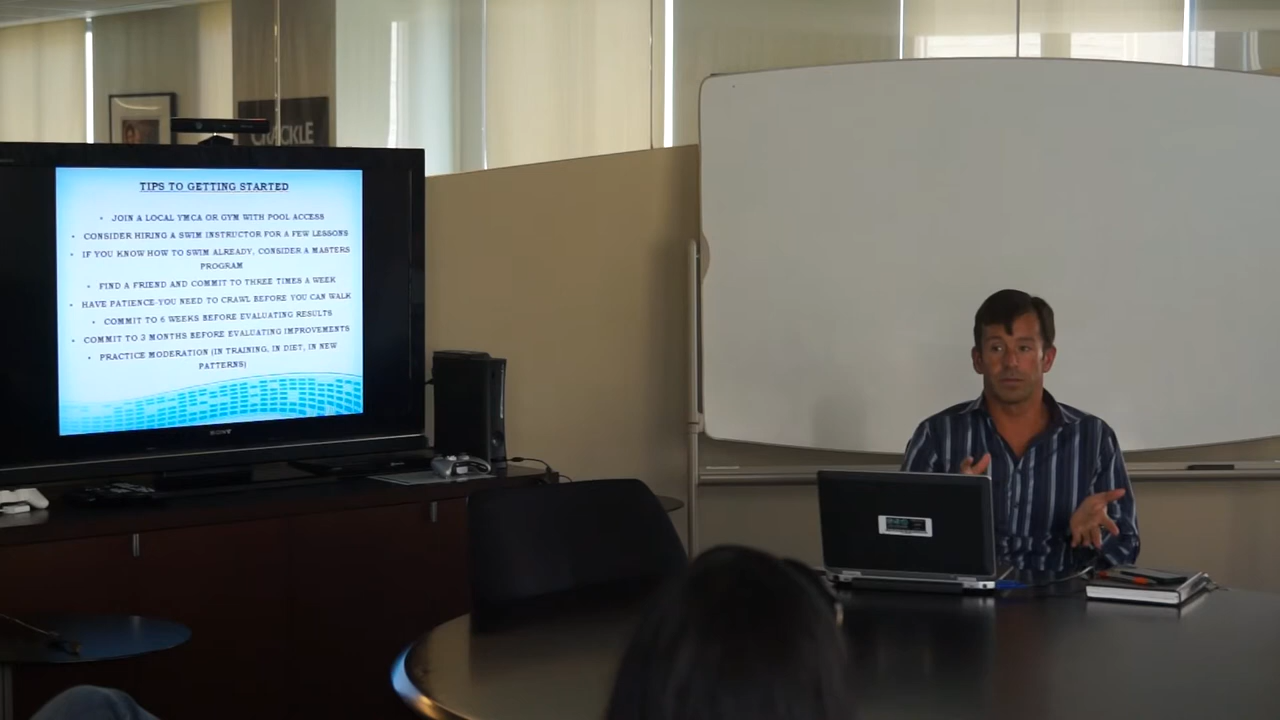 CRACKLE
TIPS TO GETTING STARTED
• JOIN A LOCAL YMCA OR GYM WITH POOL ACCESS
• CONSIDER HIRING A SWIM INSTRUCTOR FOR A FEW LESSONS
• IF YOU KNOW HOW TO SWIM ALREADY, CONSIDER A MASTERS
PROGRAM
• FIND A FRIEND AND COMMIT TO THREE TIMES A WEEK
• HAVE PATIENCE-YOU NEED TO CRAWL BEFORE YOU CAN WALK
• COMMIT TO 6 WEEKS BEFORE EVALUATING RESULTS
• COMMIT TO 3 MONTHS BEFORE EVALUATING IMPROVEMENTS
• PRACTICE MODERATION (IN TRAINING, IN DIET, IN NEW
PATTERNS)
SONY